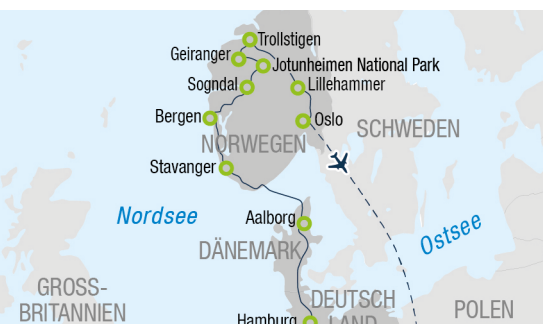 Trollstigen
Geiranger
Jotunheimen National Park
Sogndal
Lillehammer
Bergen
Oslo
SCHWEDEN
NORWEGEN
Stavanger
Nordsee
Aalborg
Ostsee
DÄNEMARK
GROSS-
BRITANNIEN
DEUTSCH
LAND
POLEN
Hamburg